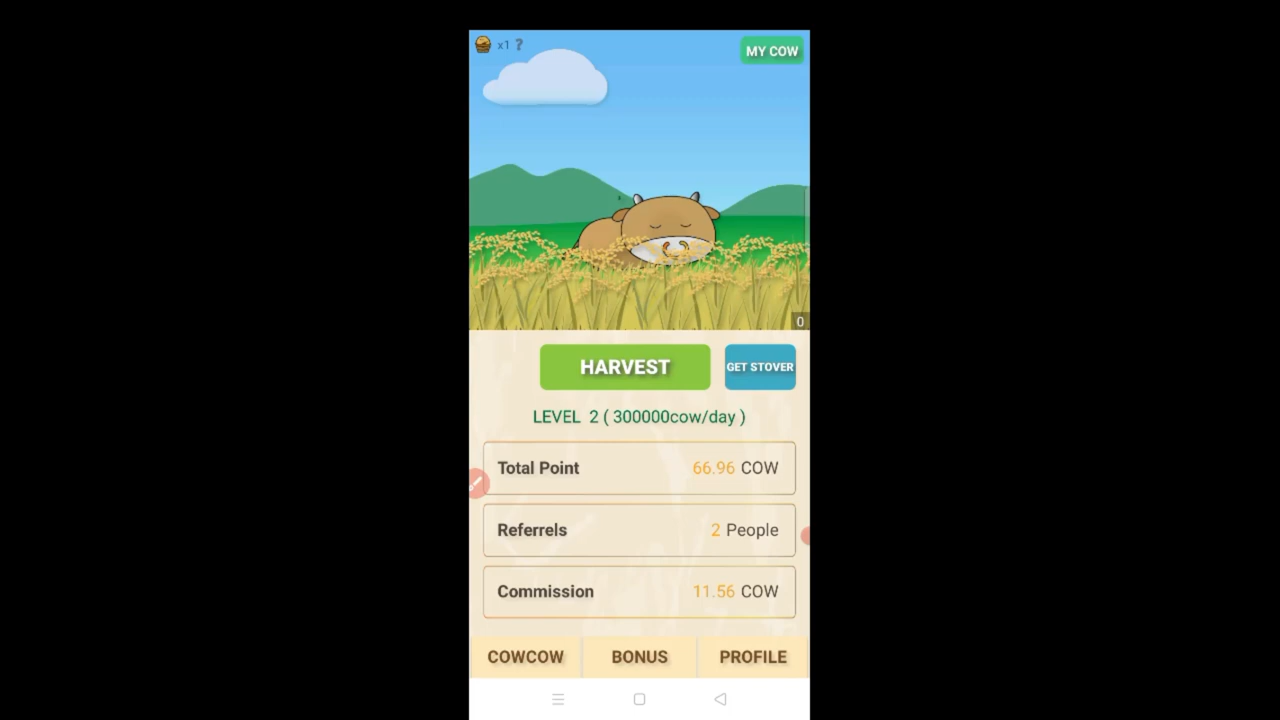 x1 ?
MY COW
0
HARVEST
GET STOVER
LEVEL 2 ( 300000cow/day )
Total Point 66.96 COW
Referrels 2 People
Commission 11.56 COW
COWCOW BONUS PROFILE